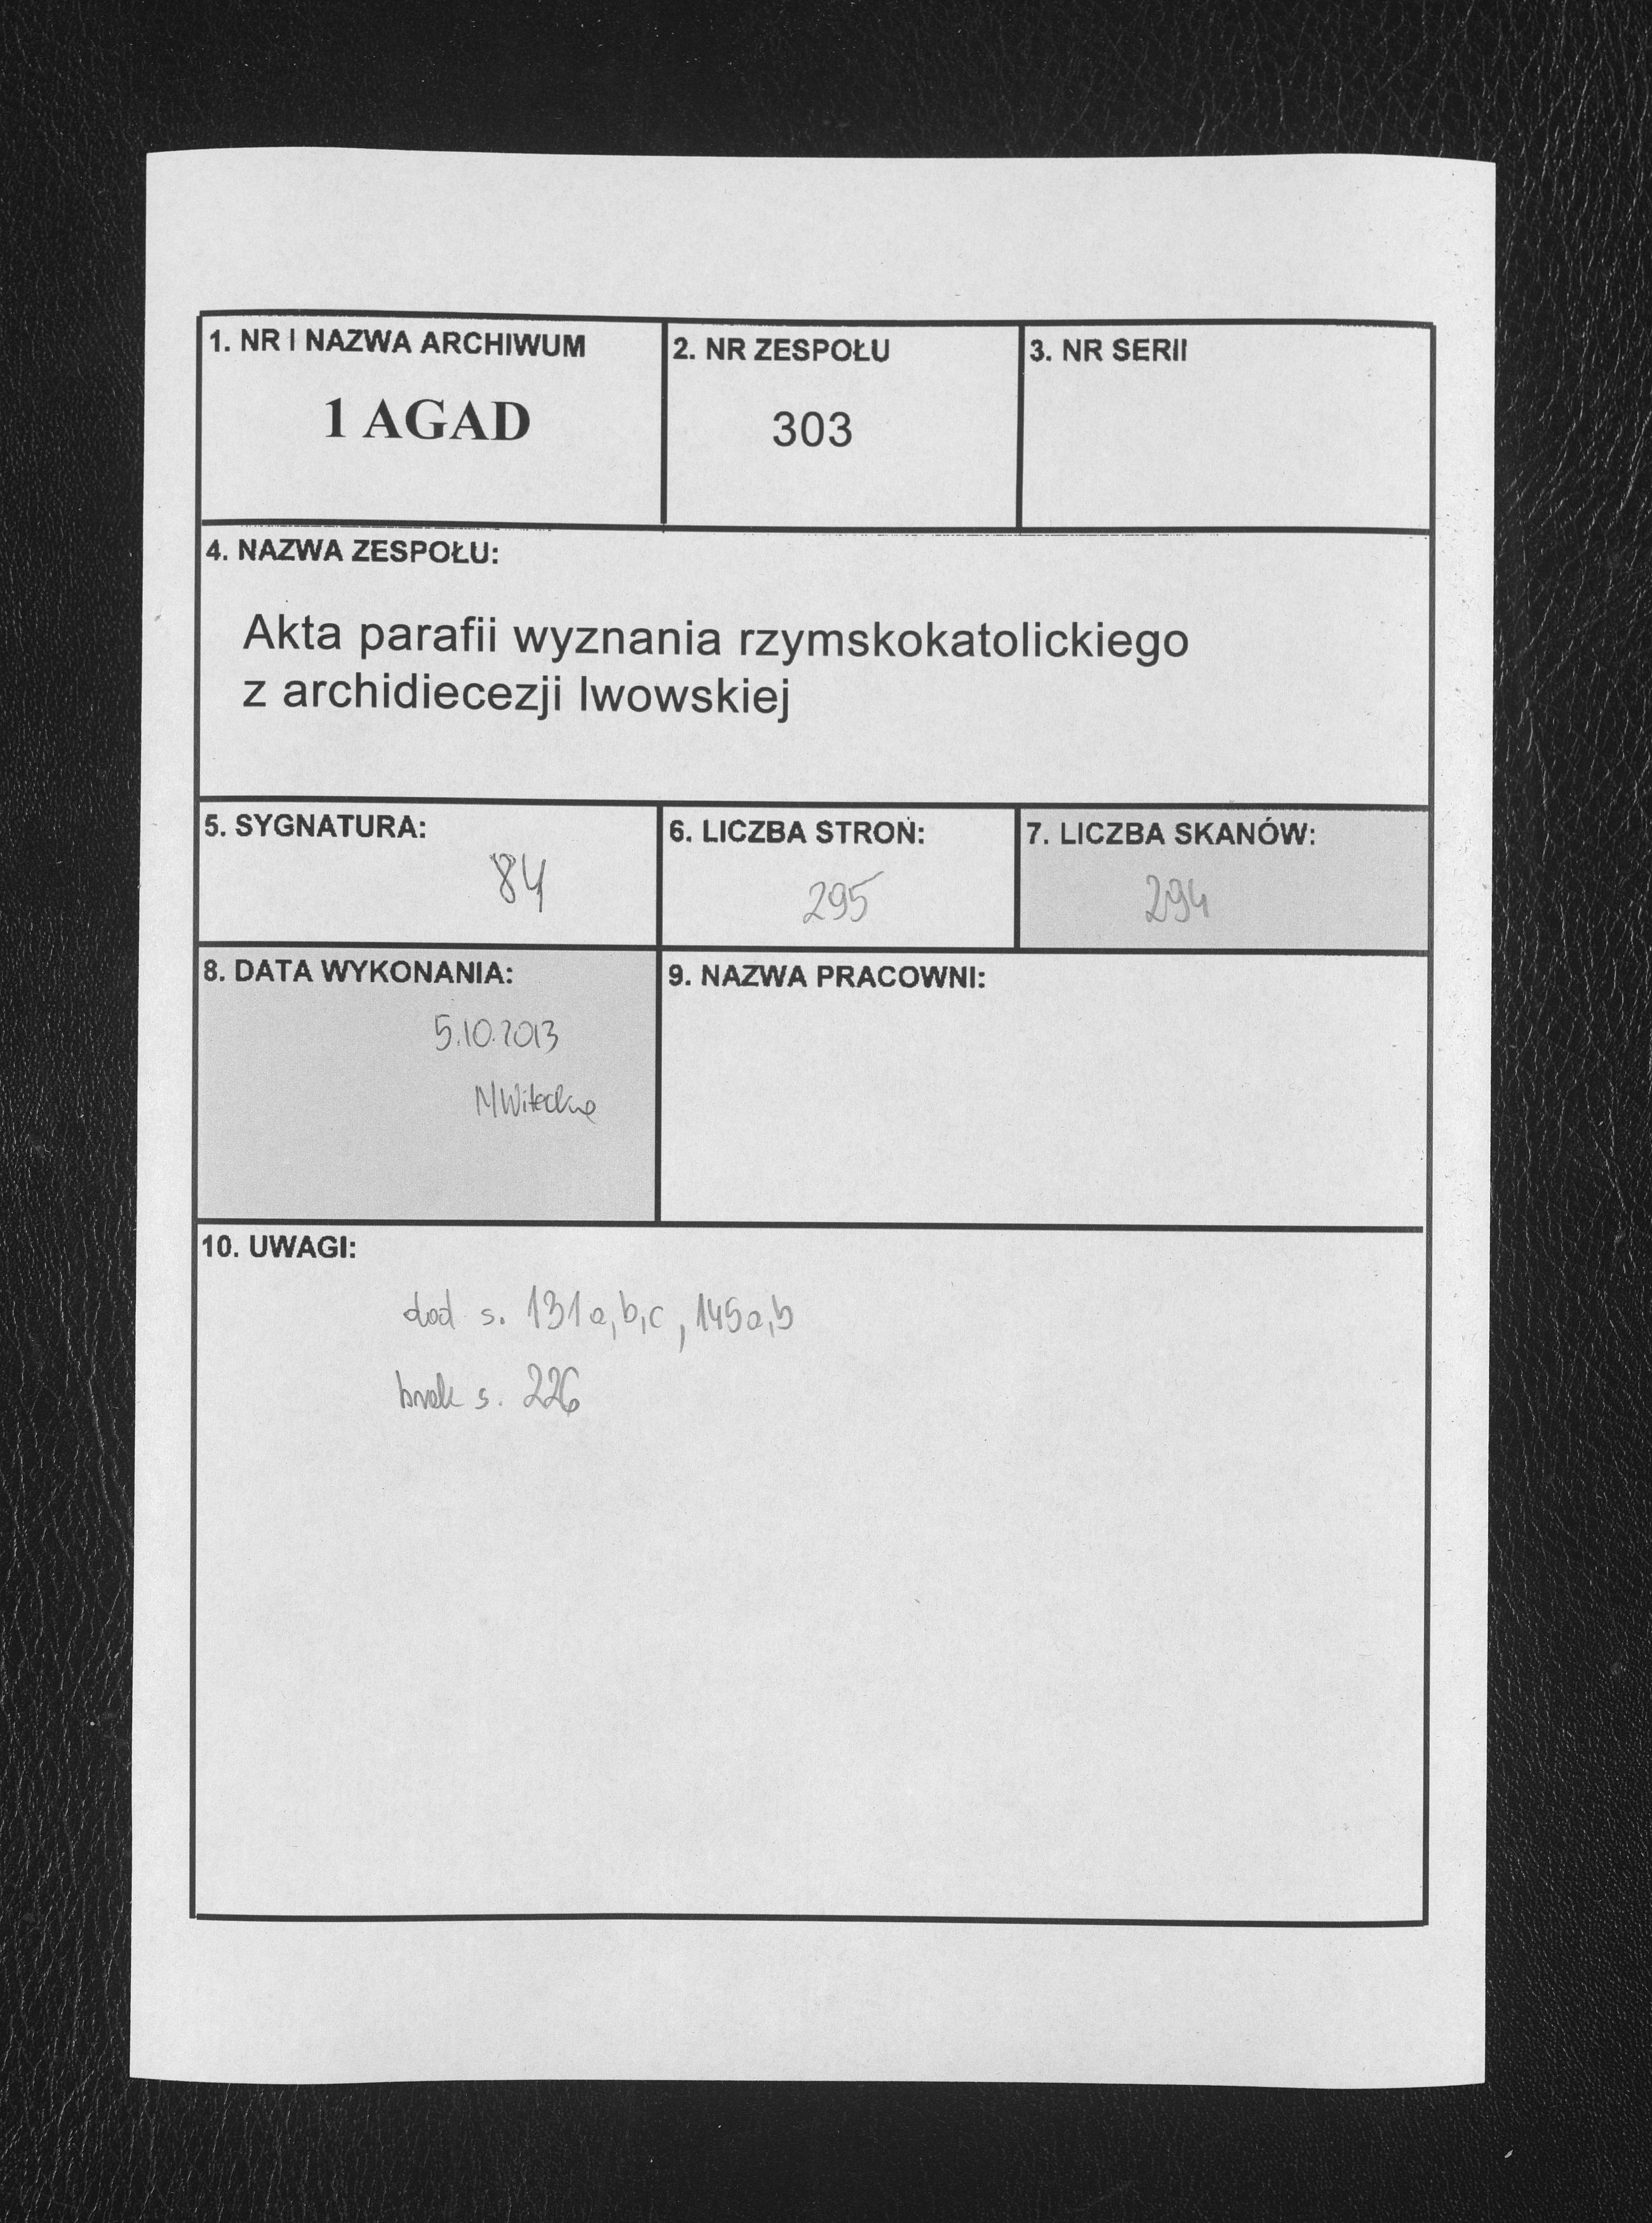 1. NR I NAZWA ARCHIWUM
1 AGAD
2. NR ZESPOŁU
303
3. NR SERII
4. NAZWA ZESPOŁU:
Akta parafii wyznania rzymskokatolickiego
z archidiecezji lwowskiej
5. SYGNATURA:
84
6. LICZBA STRON:
295
7. LICZBA SKANÓW:
294
8. DATA WYKONANIA:
5.10.2013
9. NAZWA PRACOWNI:
10. UWAGI:
dod s. 131a,b,c, 145a,b
brak s. 226